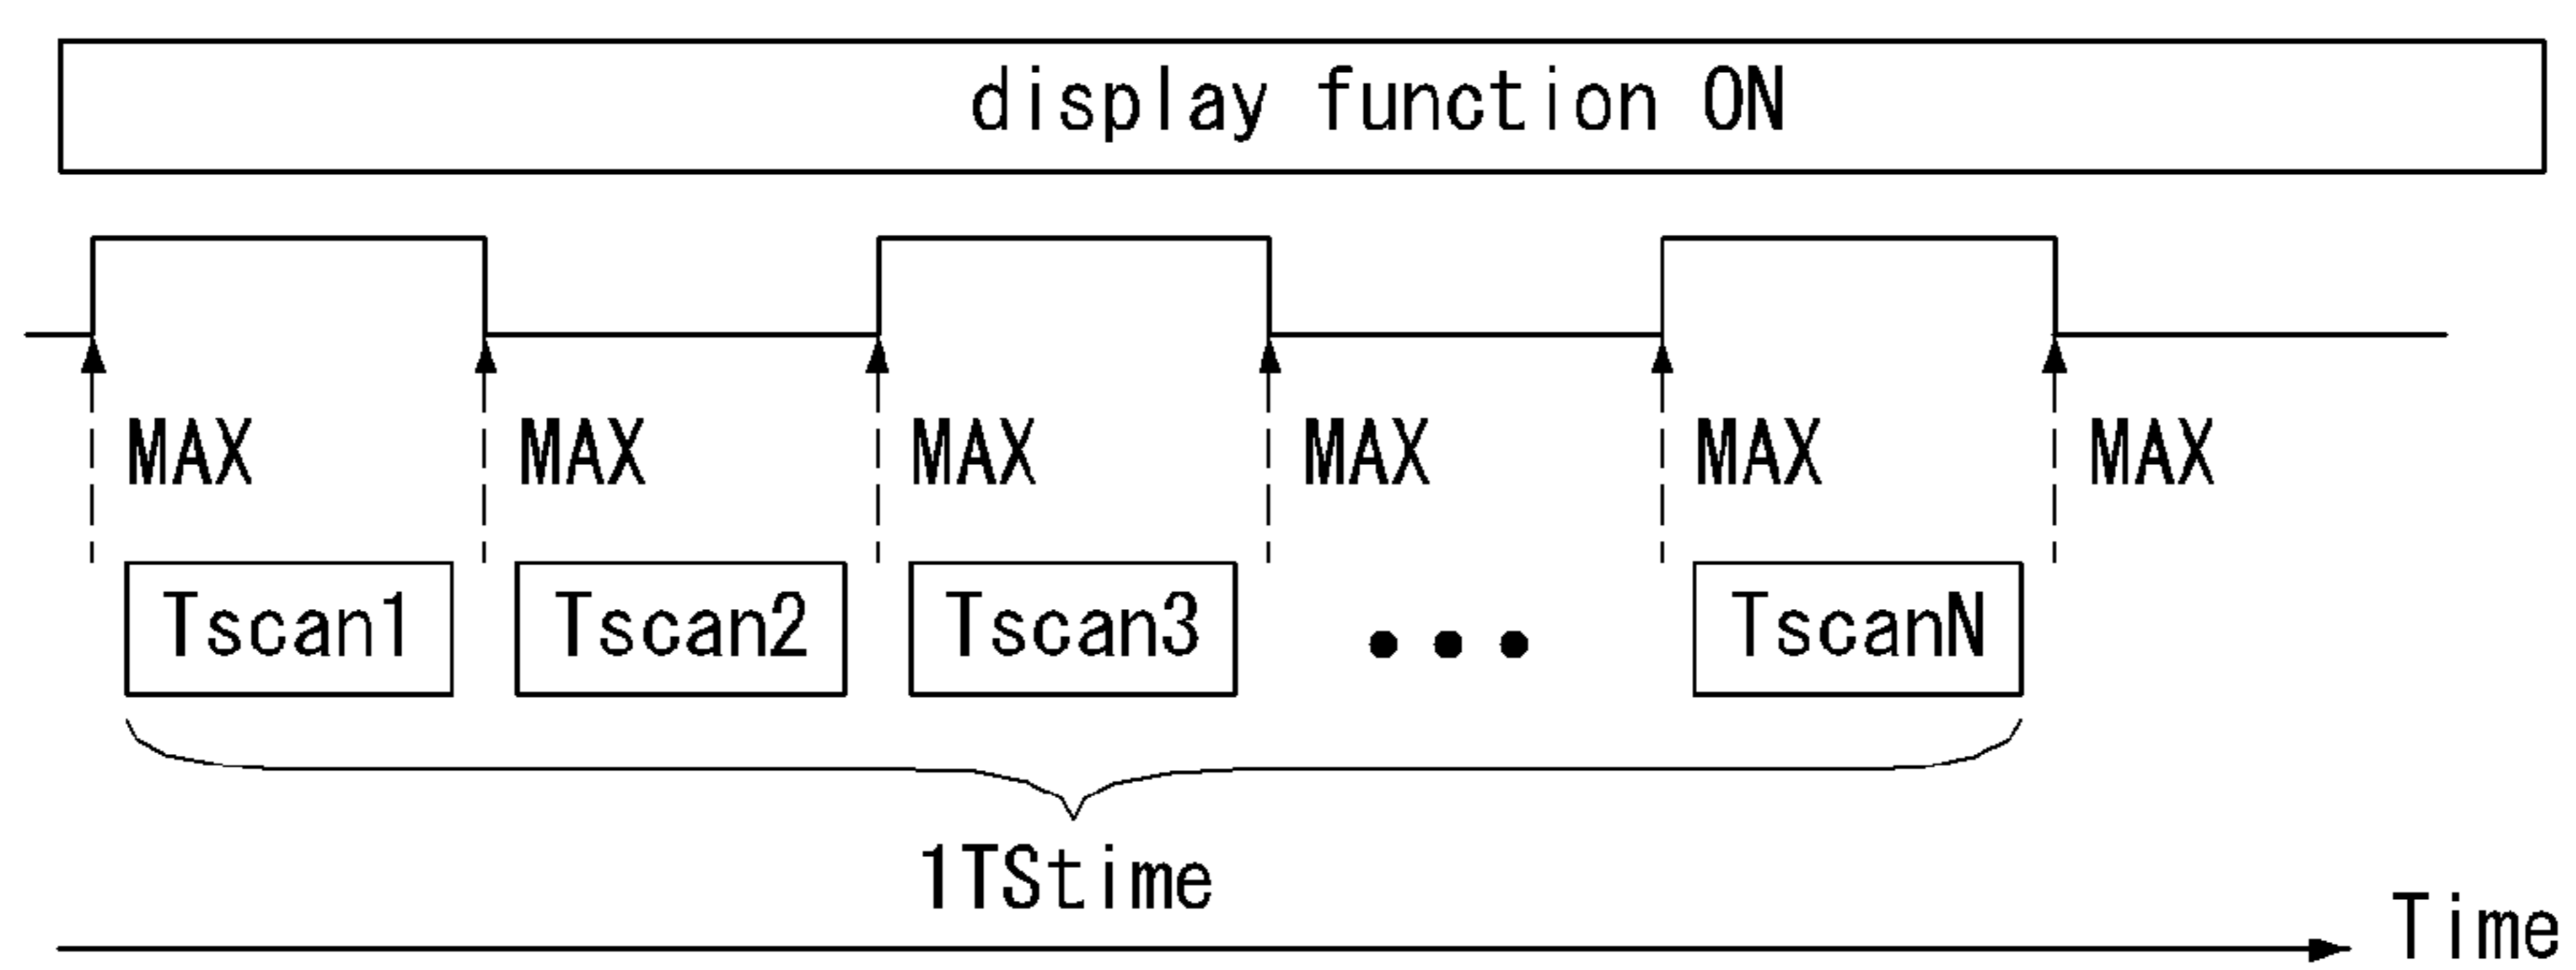 display function ON
MAX MAX MAX MAX MAX MAX
Tscan1 Tscan2 Tscan3 ••• TscanN
1TStime
Time